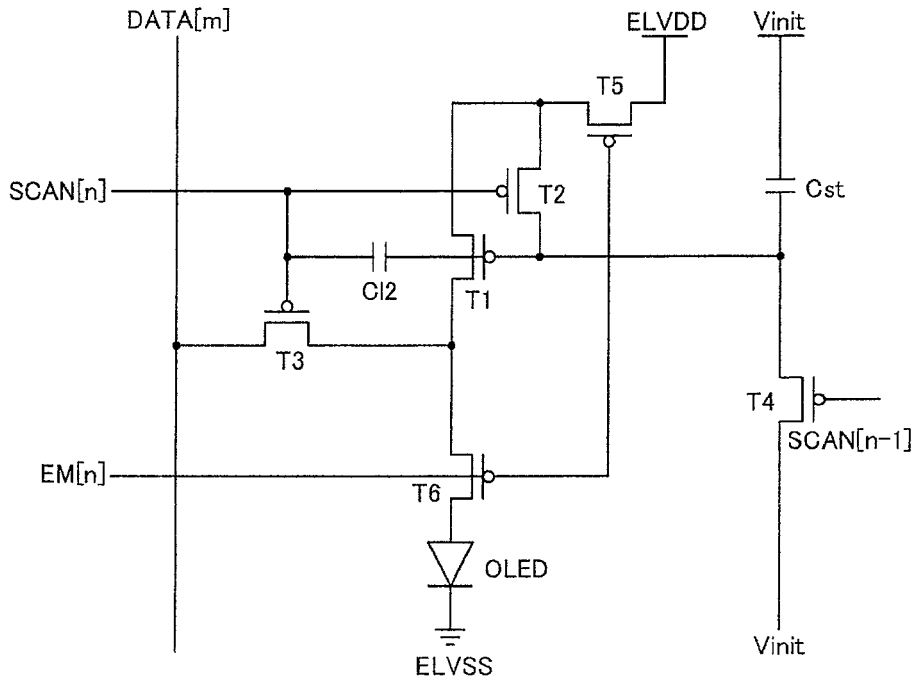 DATA[m]
ELVDD
Vinit
T5
SCAN[n]
T2
Cst
Cl2
T1
T3
T4
SCAN[n-1]
EM[n]
T6
OLED
Vinit
ELVSS